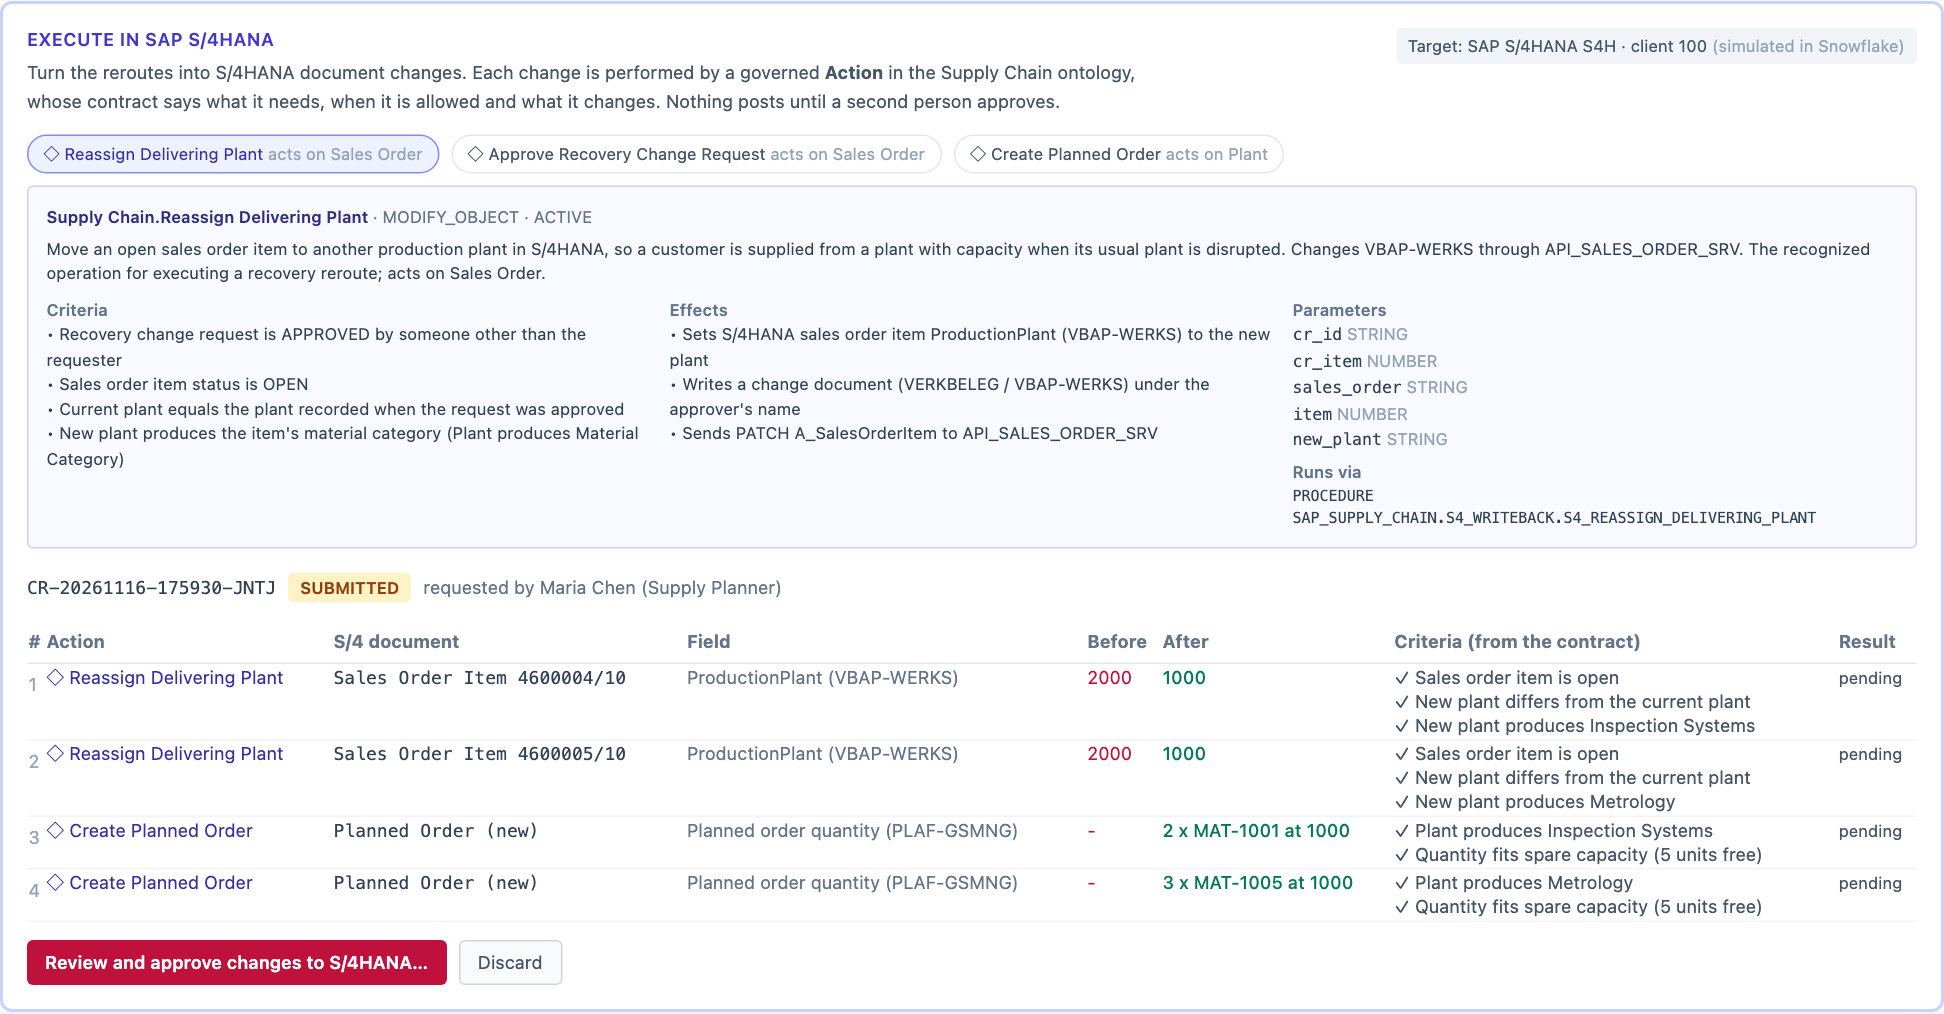 EXECUTE IN SAP S/4HANA
Target: SAP S/4HANA S4H · client 100 (simulated in Snowflake)
Turn the reroutes into S/4HANA document changes. Each change is performed by a governed Action in the Supply Chain ontology,
whose contract says what it needs, when it is allowed and what it changes. Nothing posts until a second person approves.
◇ Reassign Delivering Plant acts on Sales Order
◇ Approve Recovery Change Request acts on Sales Order
◇ Create Planned Order acts on Plant
Supply Chain.Reassign Delivering Plant · MODIFY_OBJECT · ACTIVE
Move an open sales order item to another production plant in S/4HANA, so a customer is supplied from a plant with capacity when its usual plant is disrupted. Changes VBAP-WERKS through API_SALES_ORDER_SRV. The recognized
operation for executing a recovery reroute; acts on Sales Order.
Criteria
• Recovery change request is APPROVED by someone other than the
requester
• Sales order item status is OPEN
• Current plant equals the plant recorded when the request was approved
• New plant produces the item's material category (Plant produces Material
Category)
Effects
• Sets S/4HANA sales order item ProductionPlant (VBAP-WERKS) to the new
plant
• Writes a change document (VERKBELEG / VBAP-WERKS) under the
approver's name
• Sends PATCH A_SalesOrderItem to API_SALES_ORDER_SRV
Parameters
cr_id STRING
cr_item NUMBER
sales_order STRING
item NUMBER
new_plant STRING
Runs via
PROCEDURE
SAP_SUPPLY_CHAIN.S4_WRITEBACK.S4_REASSIGN_DELIVERING_PLANT
CR-20261116-175930-JNTJ SUBMITTED requested by Maria Chen (Supply Planner)
# Action S/4 document Field Before After Criteria (from the contract) Result
1 ◇ Reassign Delivering Plant Sales Order Item 4600004/10 ProductionPlant (VBAP-WERKS) 2000 1000 ✓ Sales order item is open pending
✓ New plant differs from the current plant
✓ New plant produces Inspection Systems
2 ◇ Reassign Delivering Plant Sales Order Item 4600005/10 ProductionPlant (VBAP-WERKS) 2000 1000 ✓ Sales order item is open pending
✓ New plant differs from the current plant
✓ New plant produces Metrology
3 ◇ Create Planned Order Planned Order (new) Planned order quantity (PLAF-GSMNG) - 2 x MAT-1001 at 1000 ✓ Plant produces Inspection Systems pending
✓ Quantity fits spare capacity (5 units free)
4 ◇ Create Planned Order Planned Order (new) Planned order quantity (PLAF-GSMNG) - 3 x MAT-1005 at 1000 ✓ Plant produces Metrology pending
✓ Quantity fits spare capacity (5 units free)
Review and approve changes to S/4HANA...
Discard